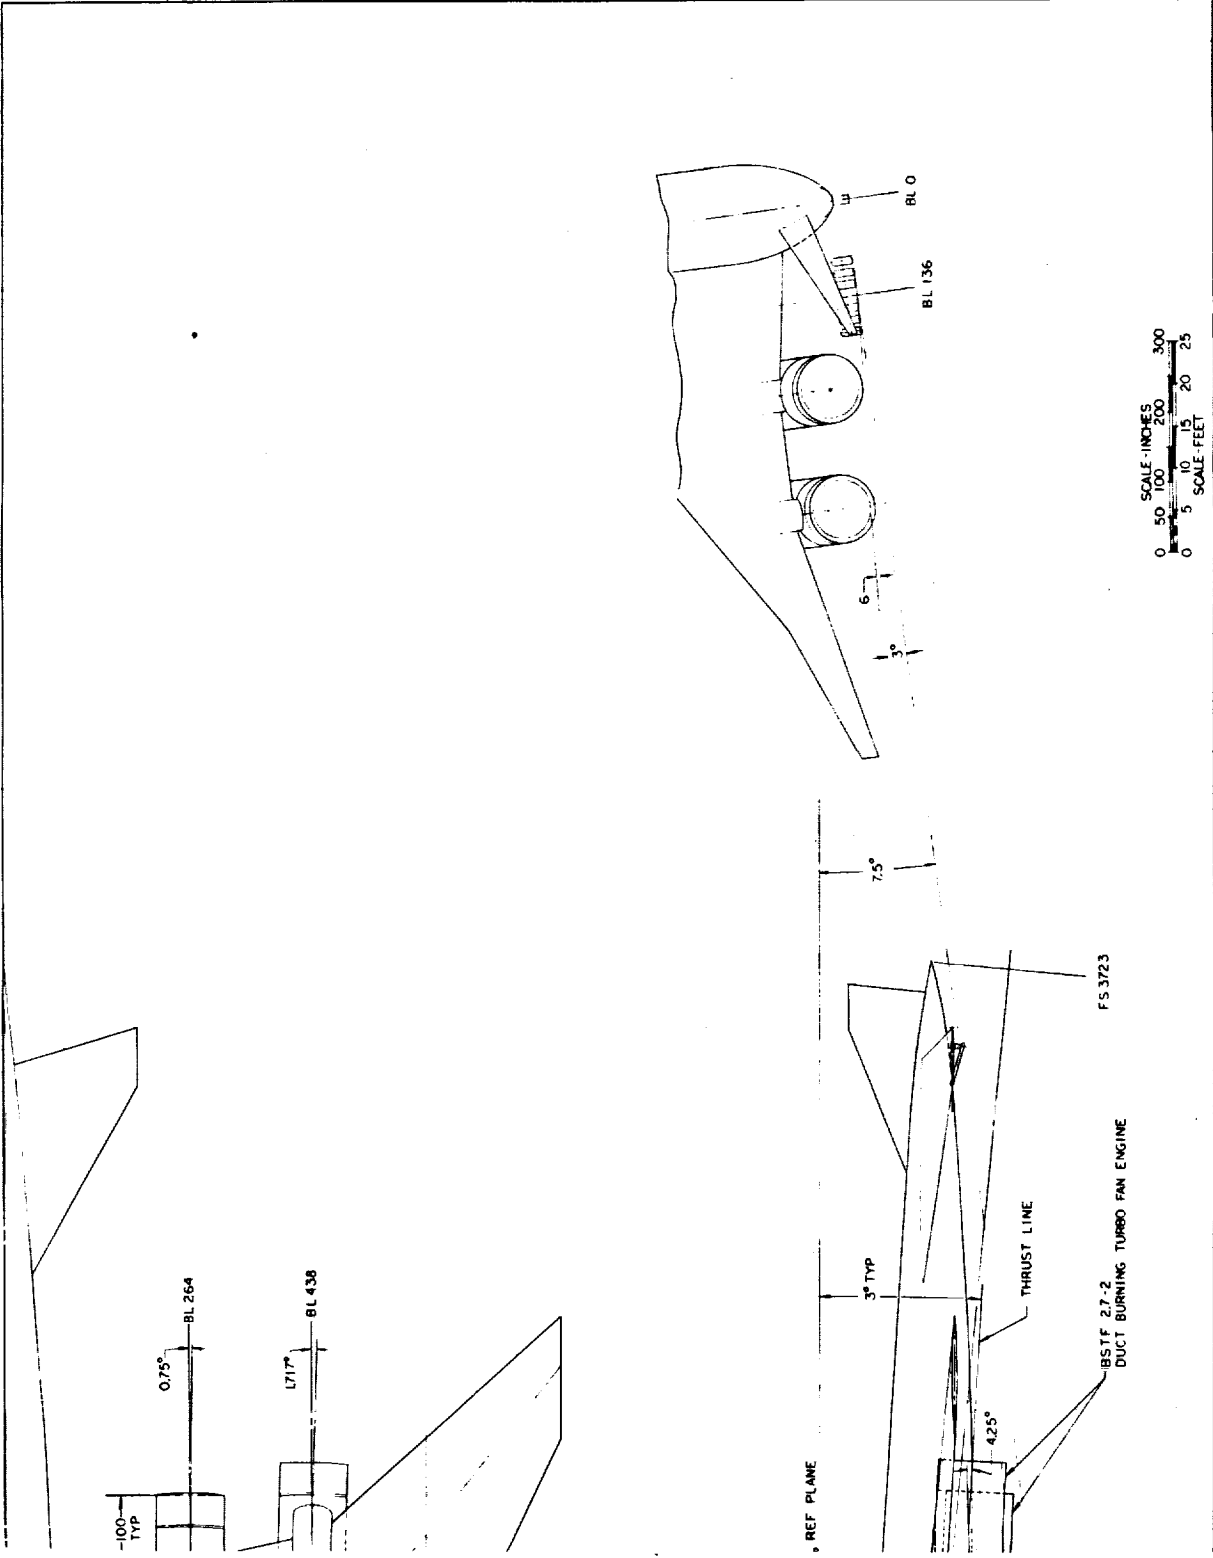 BL 0
BL 136
SCALE-INCHES
0 50 100 200 300
0 5 10 15 20 25
SCALE-FEET
6
3°
7.5°
FS 3723
0.75°
BL 264
1.717°
BL 438
100
TYP
3° TYP
THRUST LINE
4.25°
REF PLANE
BSTF 2.7-2
DUCT BURNING TURBO FAN ENGINE